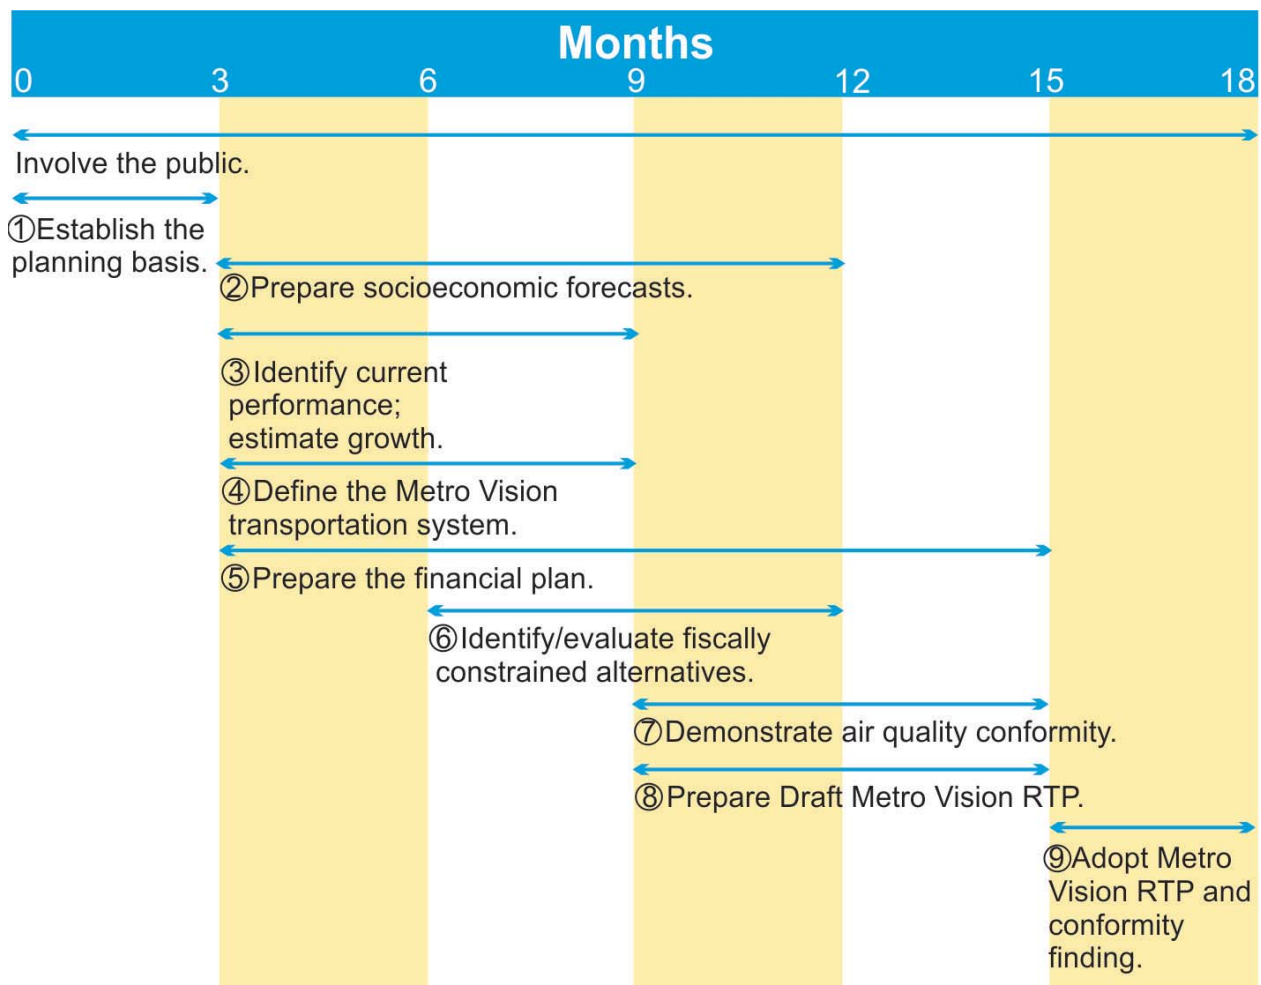 Months
0 3 6 9 12 15 18
Involve the public.
①Establish the
planning basis.
②Prepare socioeconomic forecasts.
③Identify current
performance;
estimate growth.
④Define the Metro Vision
transportation system.
⑤Prepare the financial plan.
⑥Identify/evaluate fiscally
constrained alternatives.
⑦Demonstrate air quality conformity.
⑧Prepare Draft Metro Vision RTP.
⑨Adopt Metro
Vision RTP and
conformity
finding.